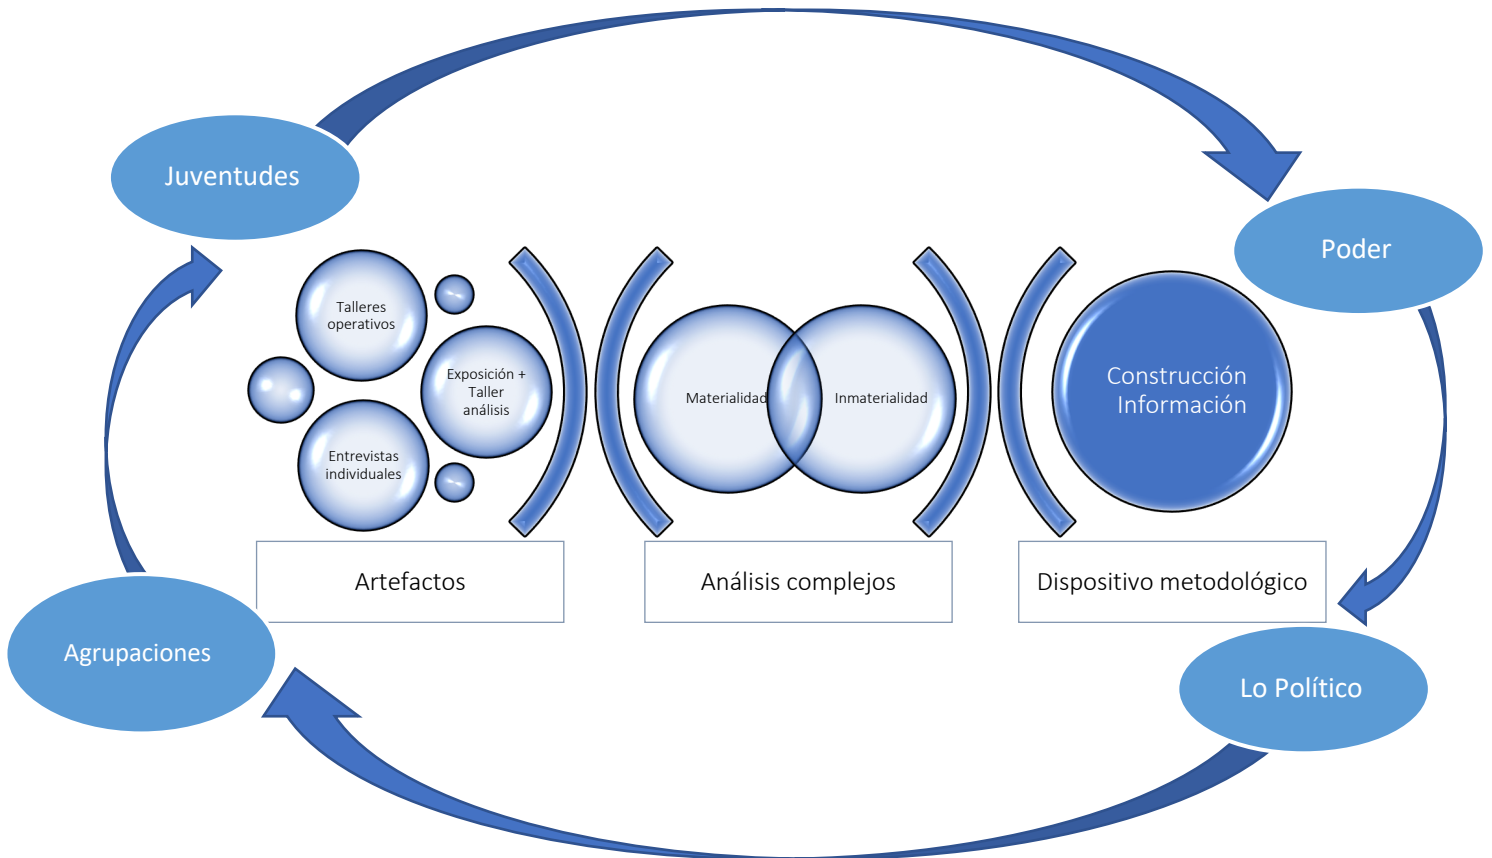 Juventudes
Poder
Talleres
operativos
Exposición +
Taller
análisis
Entrevistas
individuales
Materialidad
Inmaterialidad
Construcción
Información
Artefactos
Análisis complejos
Dispositivo metodológico
Agrupaciones
Lo Político